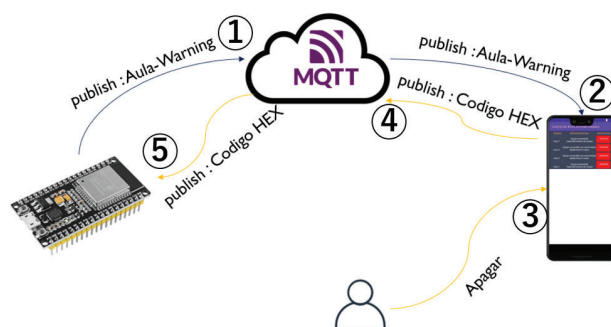 ①
publish : Aula-Warning
MQTT
publish : Aula-Warning
②
publish : Codigo HEX
④
⑤
publish : Codigo HEX
③
Apagar